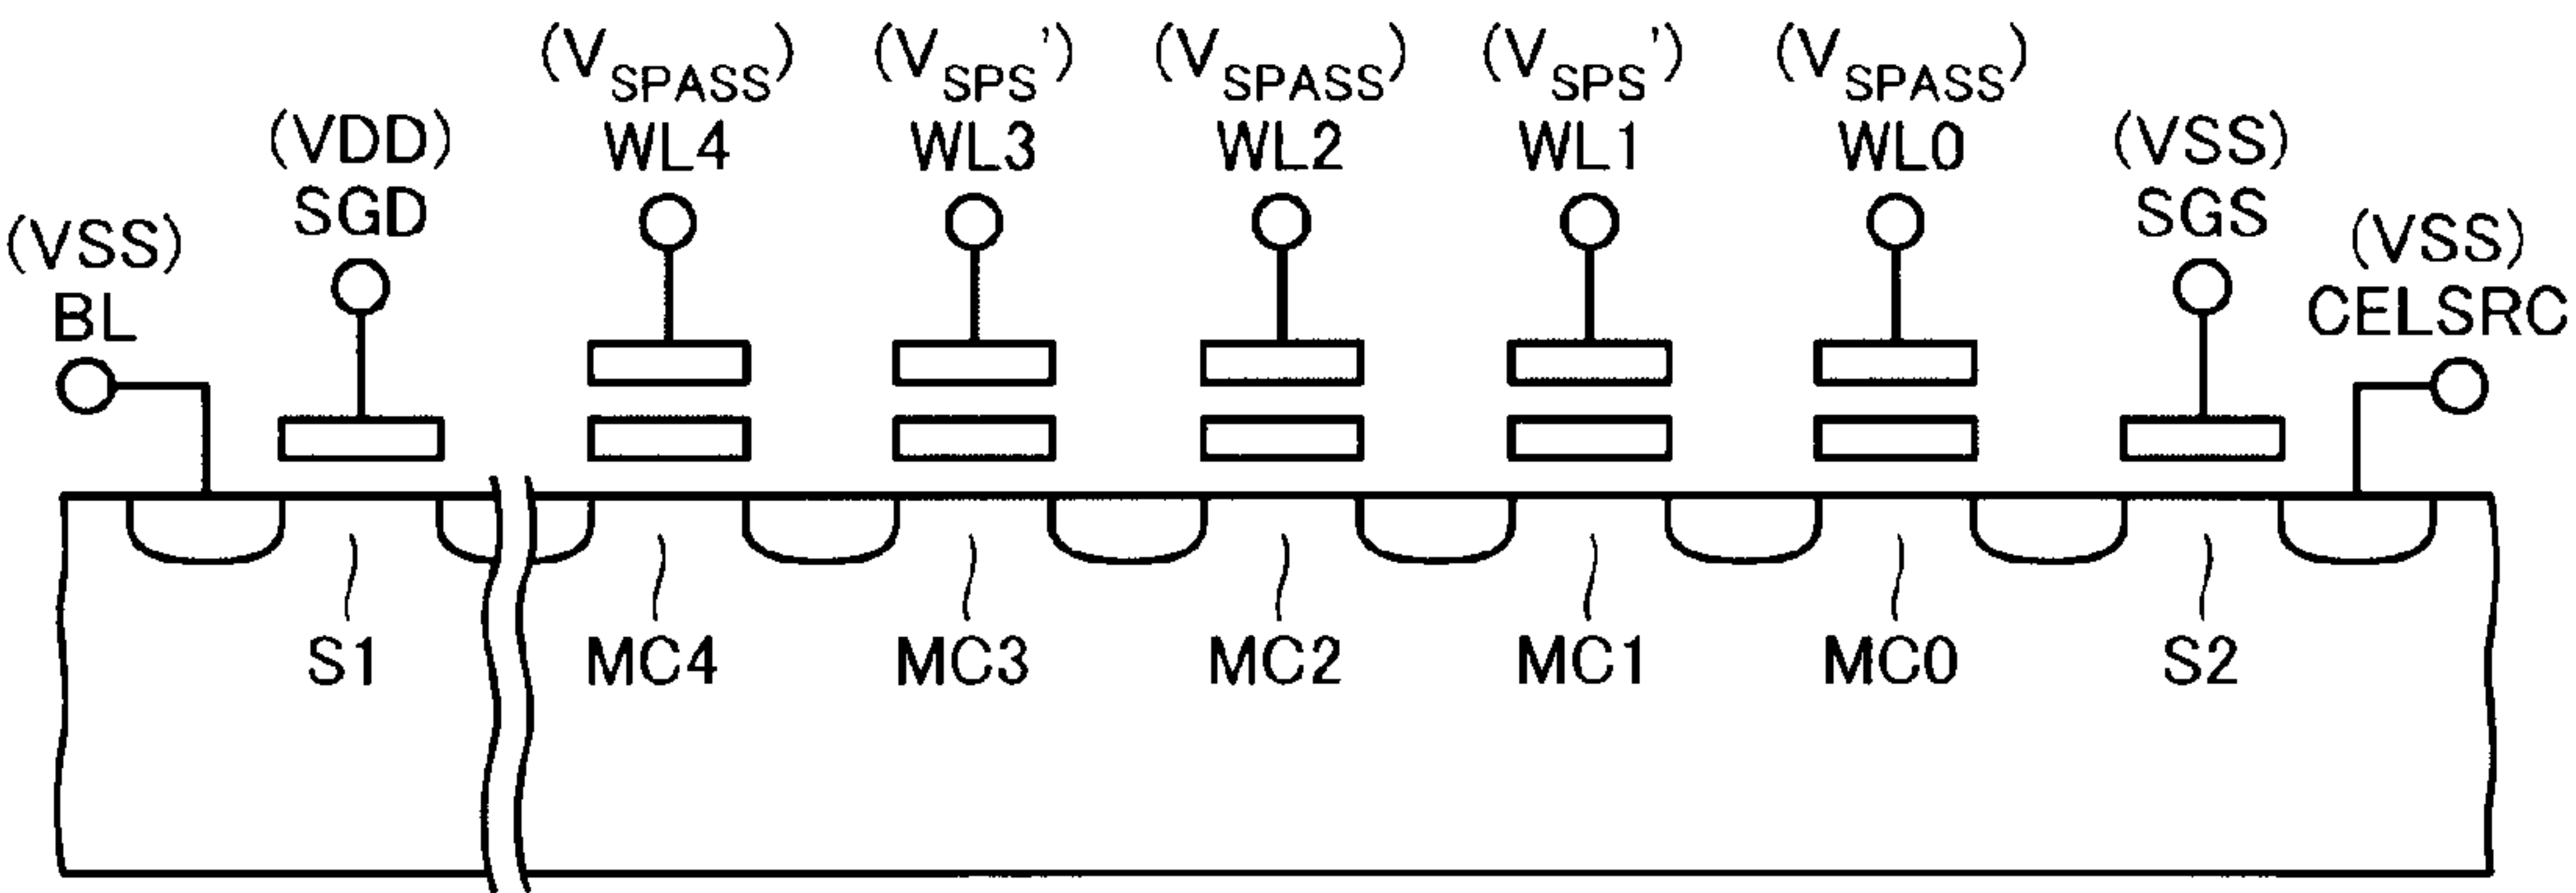 (VSS)
BL
(VDD)
SGD
(VSPASS)
WL4
(VSPS')
WL3
(VSPASS)
WL2
(VSPS')
WL1
(VSPASS)
WL0
(VSS)
SGS
(VSS)
CELSRC
S1
MC4
MC3
MC2
MC1
MC0
S2